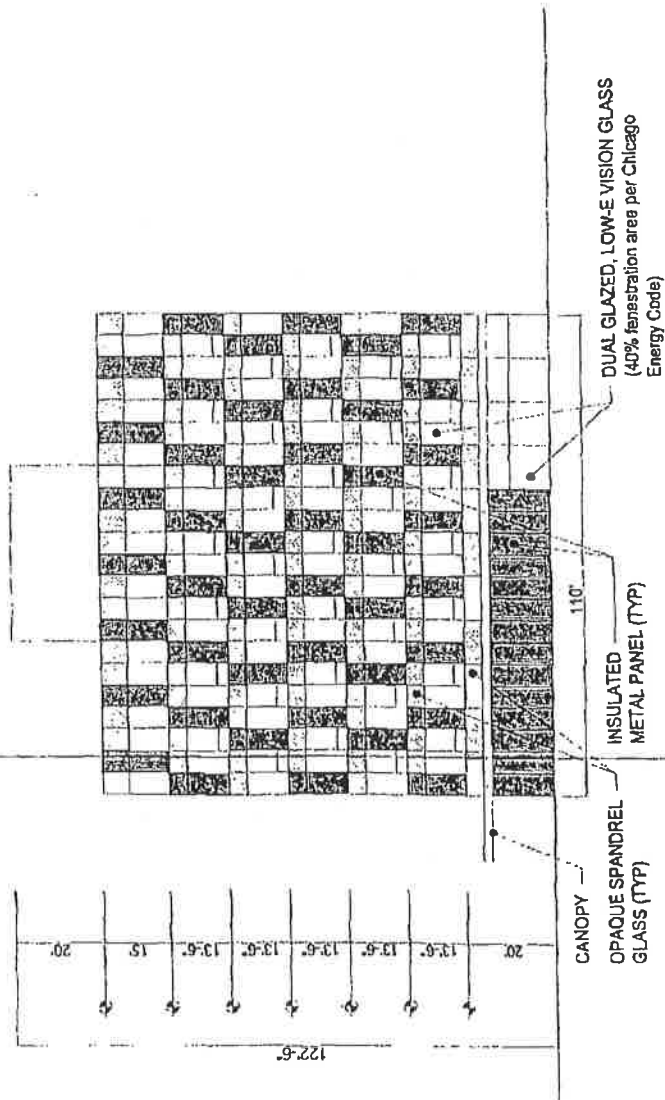 20'
15'
13'-6"
13'-6"
13'-6"
13'-6"
13'-6"
20'
122'-6"
110'
CANOPY
OPAQUE SPANDREL
GLASS (TYP)
INSULATED
METAL PANEL (TYP)
DUAL GLAZED, LOW-E VISION GLASS
(40% fenestration area per Chicago
Energy Code)